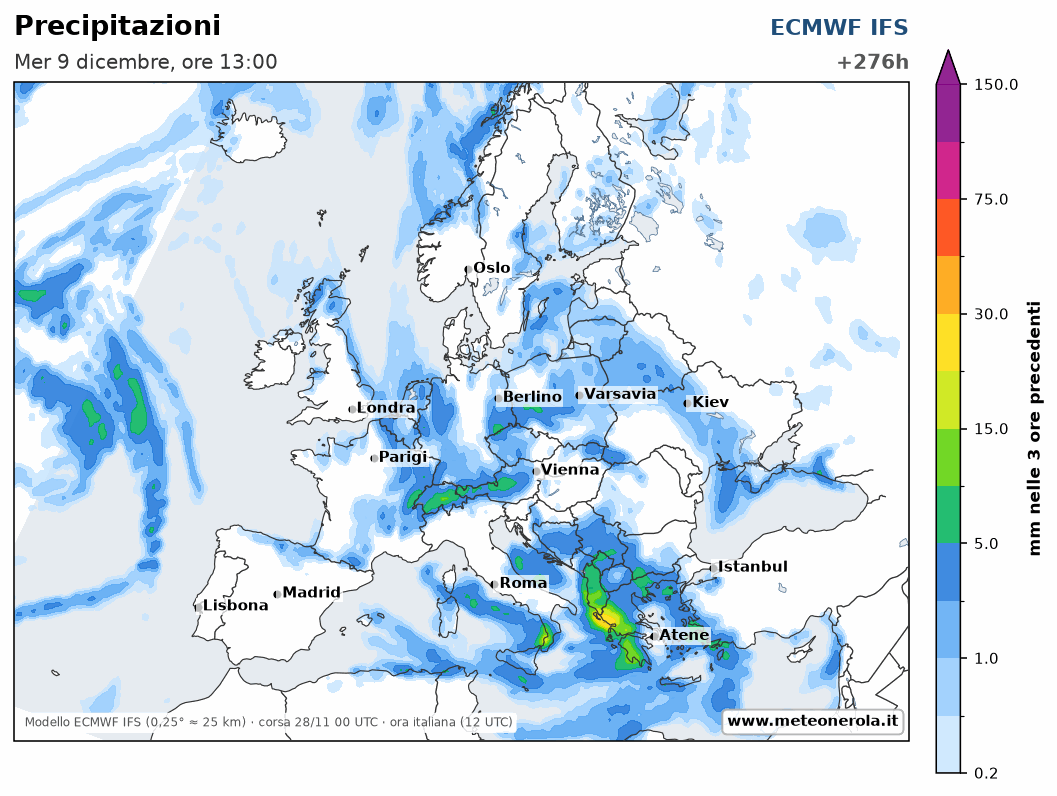 Precipitazioni
ECMWF IFS
Mer 9 dicembre, ore 13:00
+276h
150.0
75.0
30.0
15.0
5.0
1.0
0.2
mm nelle 3 ore precedenti
Oslo
Londra
Berlino
Varsavia
Kiev
Parigi
Vienna
Istanbul
Roma
Madrid
Lisbona
Atene
Modello ECMWF IFS (0,25° ≈ 25 km) · corsa 28/11 00 UTC · ora italiana (12 UTC)
www.meteonerola.it